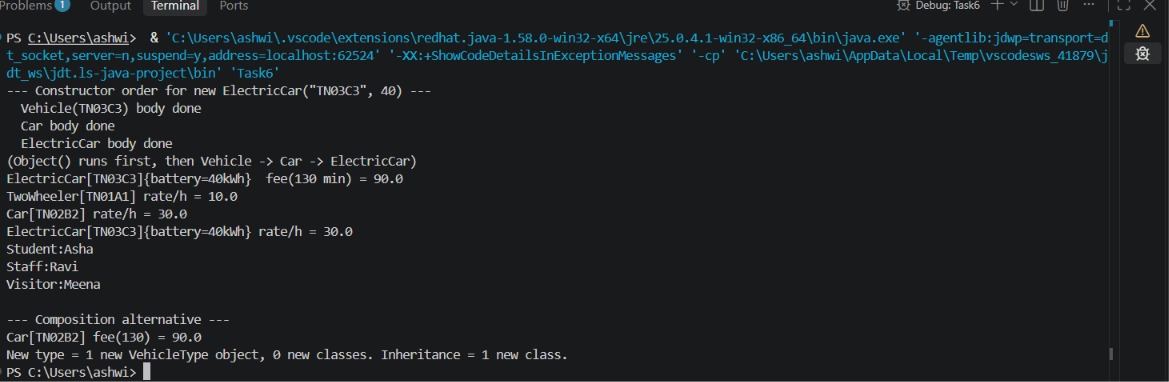 Problems 1 Output Terminal Ports Debug: Task6
PS C:\Users\ashwi>  & 'C:\Users\ashwi\.vscode\extensions\redhat.java-1.58.0-win32-x64\jre\25.0.4.1-win32-x86_64\bin\java.exe' '-agentlib:jdwp=transport=d
t_socket,server=n,suspend=y,address=localhost:62524' '-XX:+ShowCodeDetailsInExceptionMessages' '-cp' 'C:\Users\ashwi\AppData\Local\Temp\vscodesws_41879\j
dt_ws\jdt.ls-java-project\bin' 'Task6'
--- Constructor order for new ElectricCar("TN03C3", 40) ---
  Vehicle(TN03C3) body done
  Car body done
  ElectricCar body done
(Object() runs first, then Vehicle -> Car -> ElectricCar)
ElectricCar[TN03C3]{battery=40kWh}  fee(130 min) = 90.0
TwoWheeler[TN01A1] rate/h = 10.0
Car[TN02B2] rate/h = 30.0
ElectricCar[TN03C3]{battery=40kWh} rate/h = 30.0
Student:Asha
Staff:Ravi
Visitor:Meena

--- Composition alternative ---
Car[TN02B2] fee(130) = 90.0
New type = 1 new VehicleType object, 0 new classes. Inheritance = 1 new class.
PS C:\Users\ashwi>